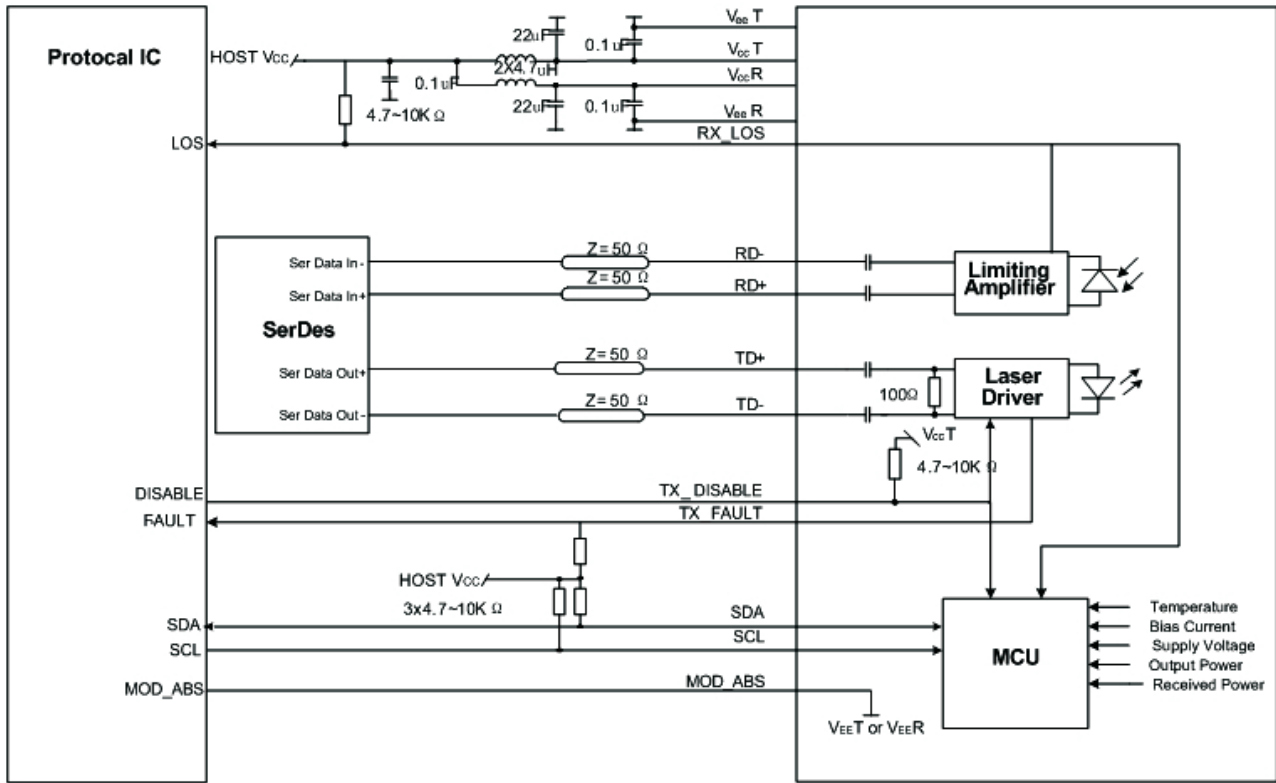 Protocal IC
HOST Vcc
22uF
0.1uF
VeeT
VccT
2X4.7uH
0.1uF
VccR
4.7~10K Ω
22uF
0.1uF
VeeR
LOS
RX_LOS
Ser Data In -
Z= 50 Ω
RD-
Ser Data In +
Z= 50 Ω
RD+
Limiting
Amplifier
SerDes
Ser Data Out+
Z= 50 Ω
TD+
Ser Data Out -
Z= 50 Ω
TD-
100Ω
Laser
Driver
VccT
4.7~10K Ω
DISABLE
TX_DISABLE
FAULT
TX_FAULT
HOST Vcc
3x4.7~10K Ω
SDA
SDA
SCL
SCL
MOD_ABS
MOD_ABS
VEET or VEER
MCU
Temperature
Bias Current
Supply Voltage
Output Power
Received Power